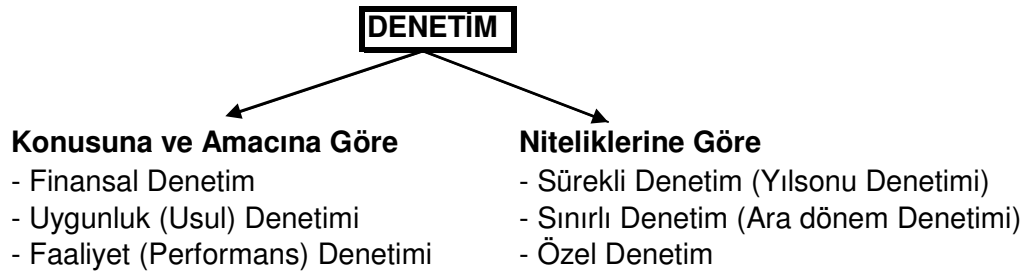 DENETİM
Konusuna ve Amacına Göre
- Finansal Denetim
- Uygunluk (Usul) Denetimi
- Faaliyet (Performans) Denetimi
Niteliklerine Göre
- Sürekli Denetim (Yılsonu Denetimi)
- Sınırlı Denetim (Ara dönem Denetimi)
- Özel Denetim